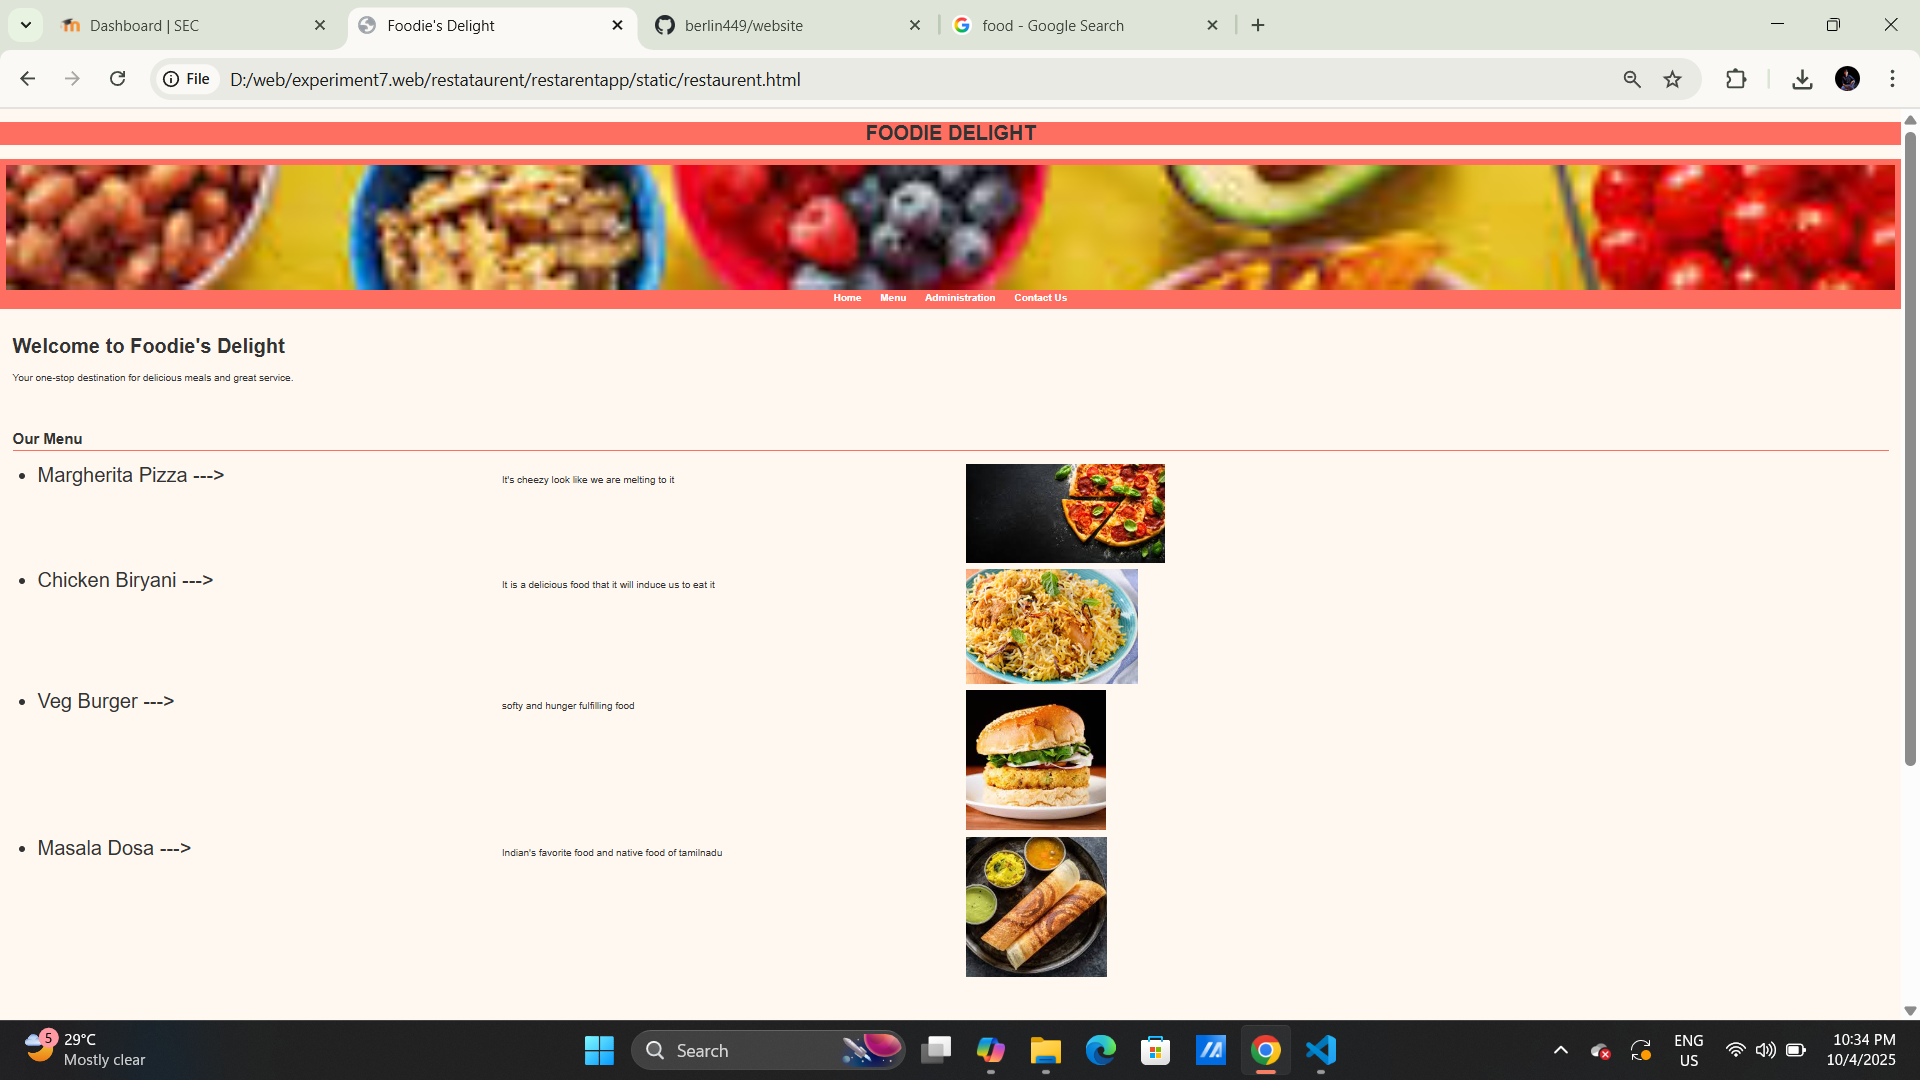 Dashboard | SEC
Foodie's Delight
berlin449/website
food - Google Search
File
D:/web/experiment7.web/restataurent/restarentapp/static/restaurent.html
FOODIE DELIGHT
Home Menu Administration Contact Us
Welcome to Foodie's Delight
Your one-stop destination for delicious meals and great service.
Our Menu
• Margherita Pizza --->
It's cheezy look like we are melting to it
• Chicken Biryani --->
It is a delicious food that it will induce us to eat it
• Veg Burger --->
softy and hunger fulfilling food
• Masala Dosa --->
Indian's favorite food and native food of tamilnadu
5
29°C
Mostly clear
Search
ENG
US
10:34 PM
10/4/2025